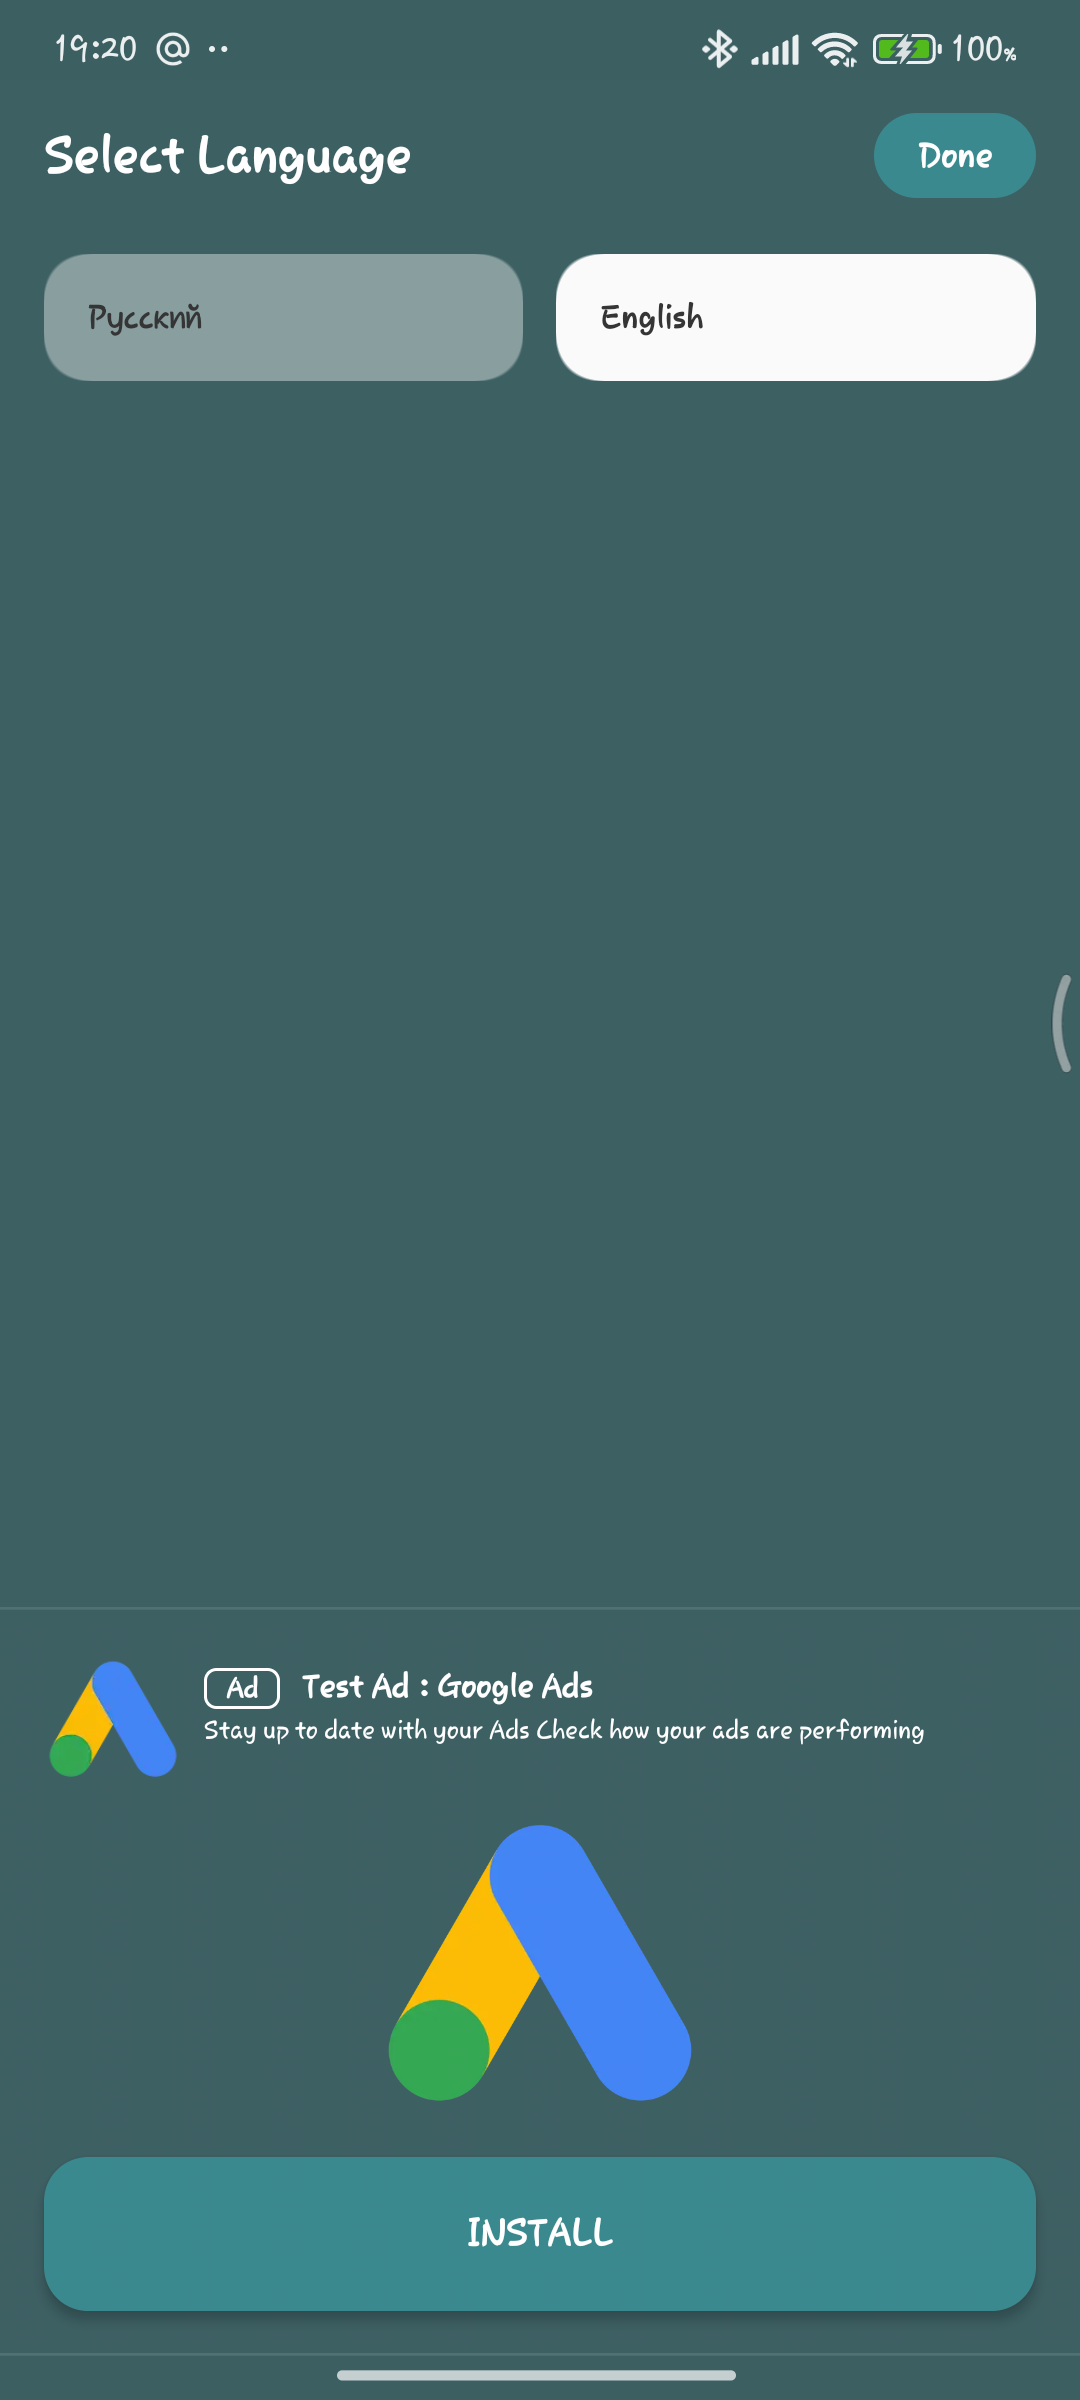 19:20 @ ··
100%
Select Language
Done
Русский
English
Ad
Test Ad : Google Ads
Stay up to date with your Ads Check how your ads are performing
INSTALL